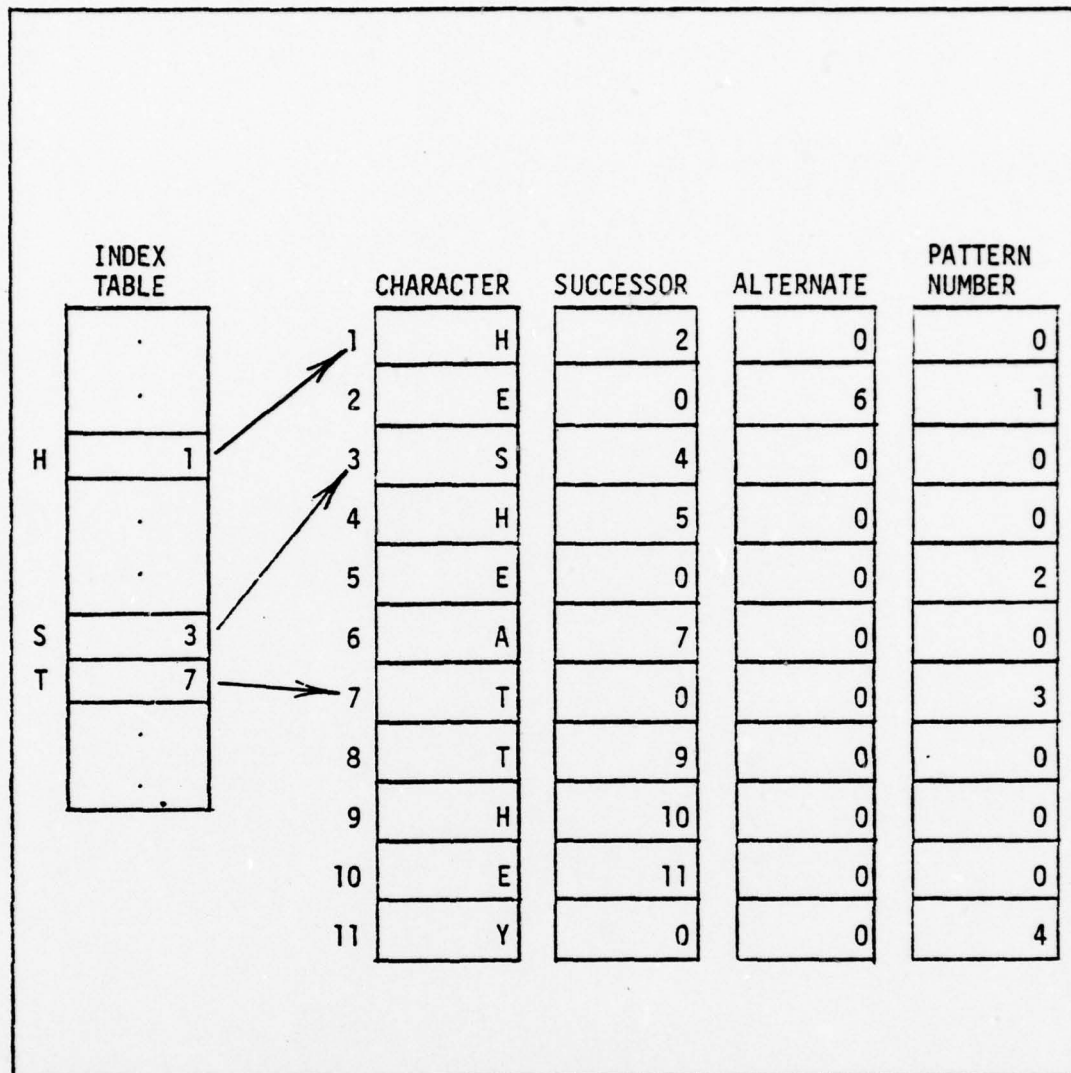 INDEX TABLE
CHARACTER SUCCESSOR ALTERNATE PATTERN NUMBER
. 1 H 2 0 0
. 2 E 0 6 1
H 1 3 S 4 0 0
. 4 H 5 0 0
. 5 E 0 0 2
S 3 6 A 7 0 0
T 7 7 T 0 0 3
. 8 T 9 0 0
. 9 H 10 0 0
10 E 11 0 0
11 Y 0 0 4